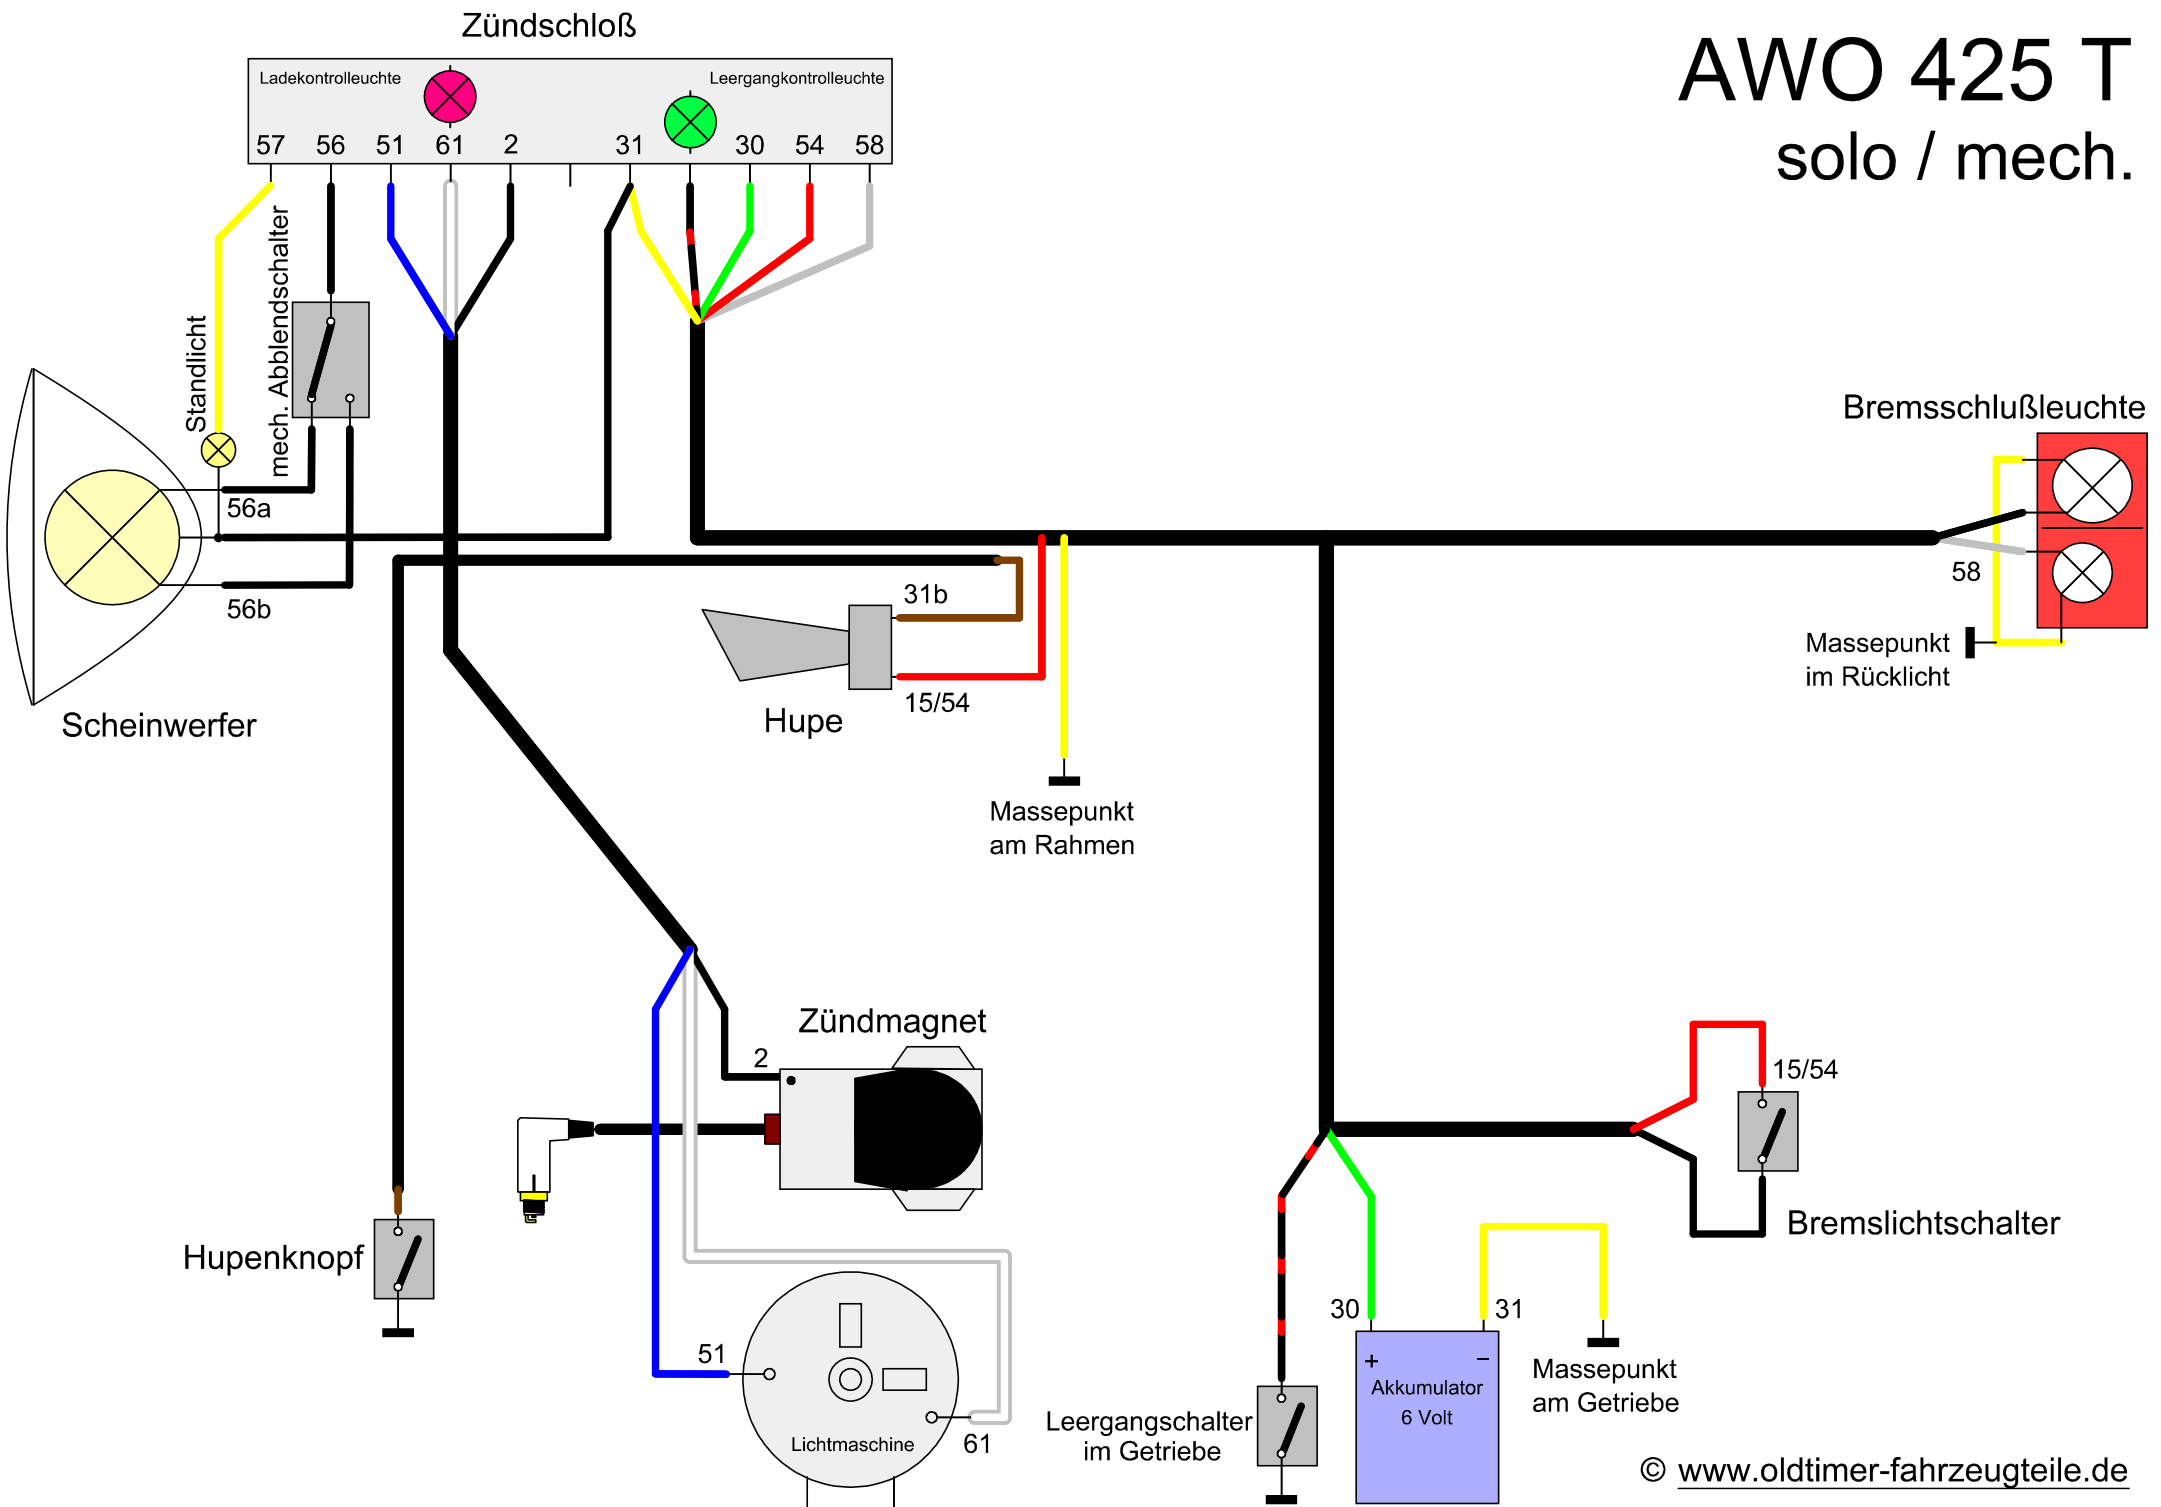 Zündschloß
AWO 425 T
solo / mech.
Ladekontrolleuchte
Leergangkontrolleuchte
57 56 51 61 2 31 30 54 58
mech. Abblendschalter
Standlicht
56a
56b
Scheinwerfer
31b
15/54
Hupe
Massepunkt
am Rahmen
Bremsschlußleuchte
58
Massepunkt
im Rücklicht
Zündmagnet
2
15/54
Bremslichtschalter
Hupenknopf
51
61
Lichtmaschine
30
31
+ −
Akkumulator
6 Volt
Massepunkt
am Getriebe
Leergangschalter
im Getriebe
© www.oldtimer-fahrzeugteile.de